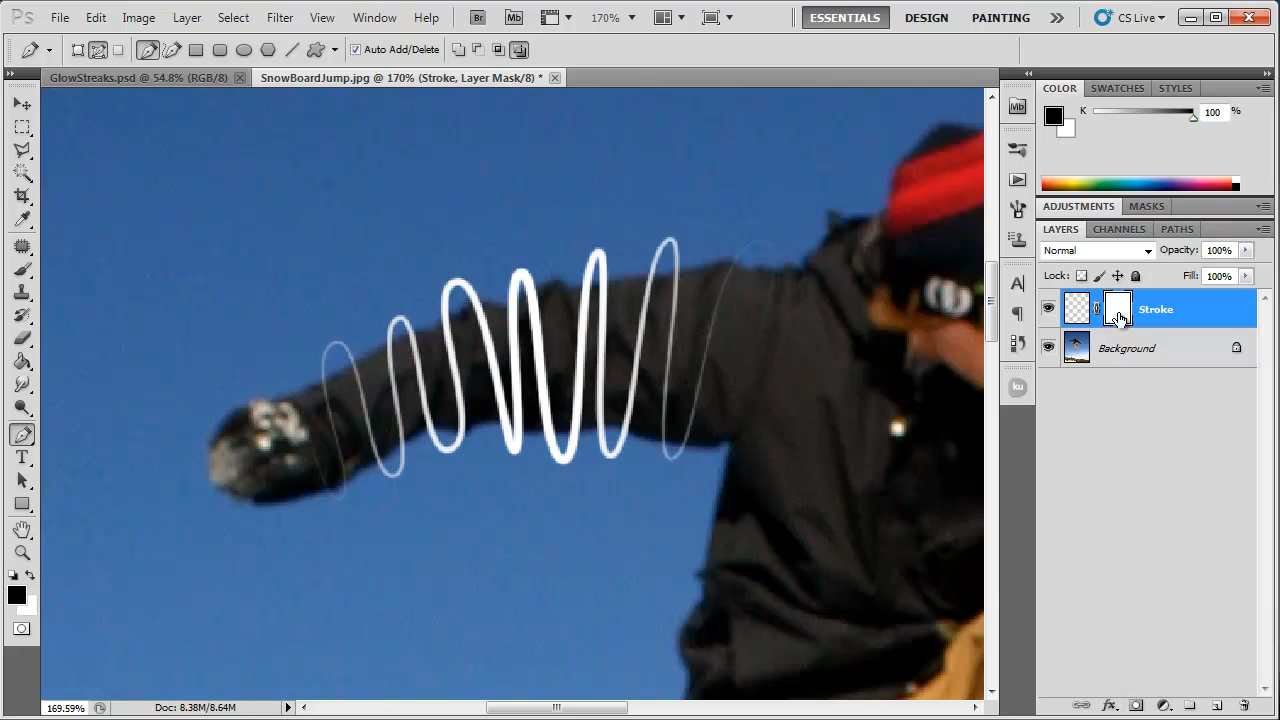 Ps File Edit Image Layer Select Filter View Window Help Br Mb 170% ESSENTIALS DESIGN PAINTING CS Live
Auto Add/Delete
GlowStreaks.psd @ 54.8% (RGB/8) SnowBoardJump.jpg @ 170% (Stroke, Layer Mask/8) *
COLOR SWATCHES STYLES
Mb
K 100 %
ADJUSTMENTS MASKS
LAYERS CHANNELS PATHS
Normal Opacity: 100%
Lock: Fill: 100%
Stroke
Background
ku
169.59% Doc: 8.38M/8.64M